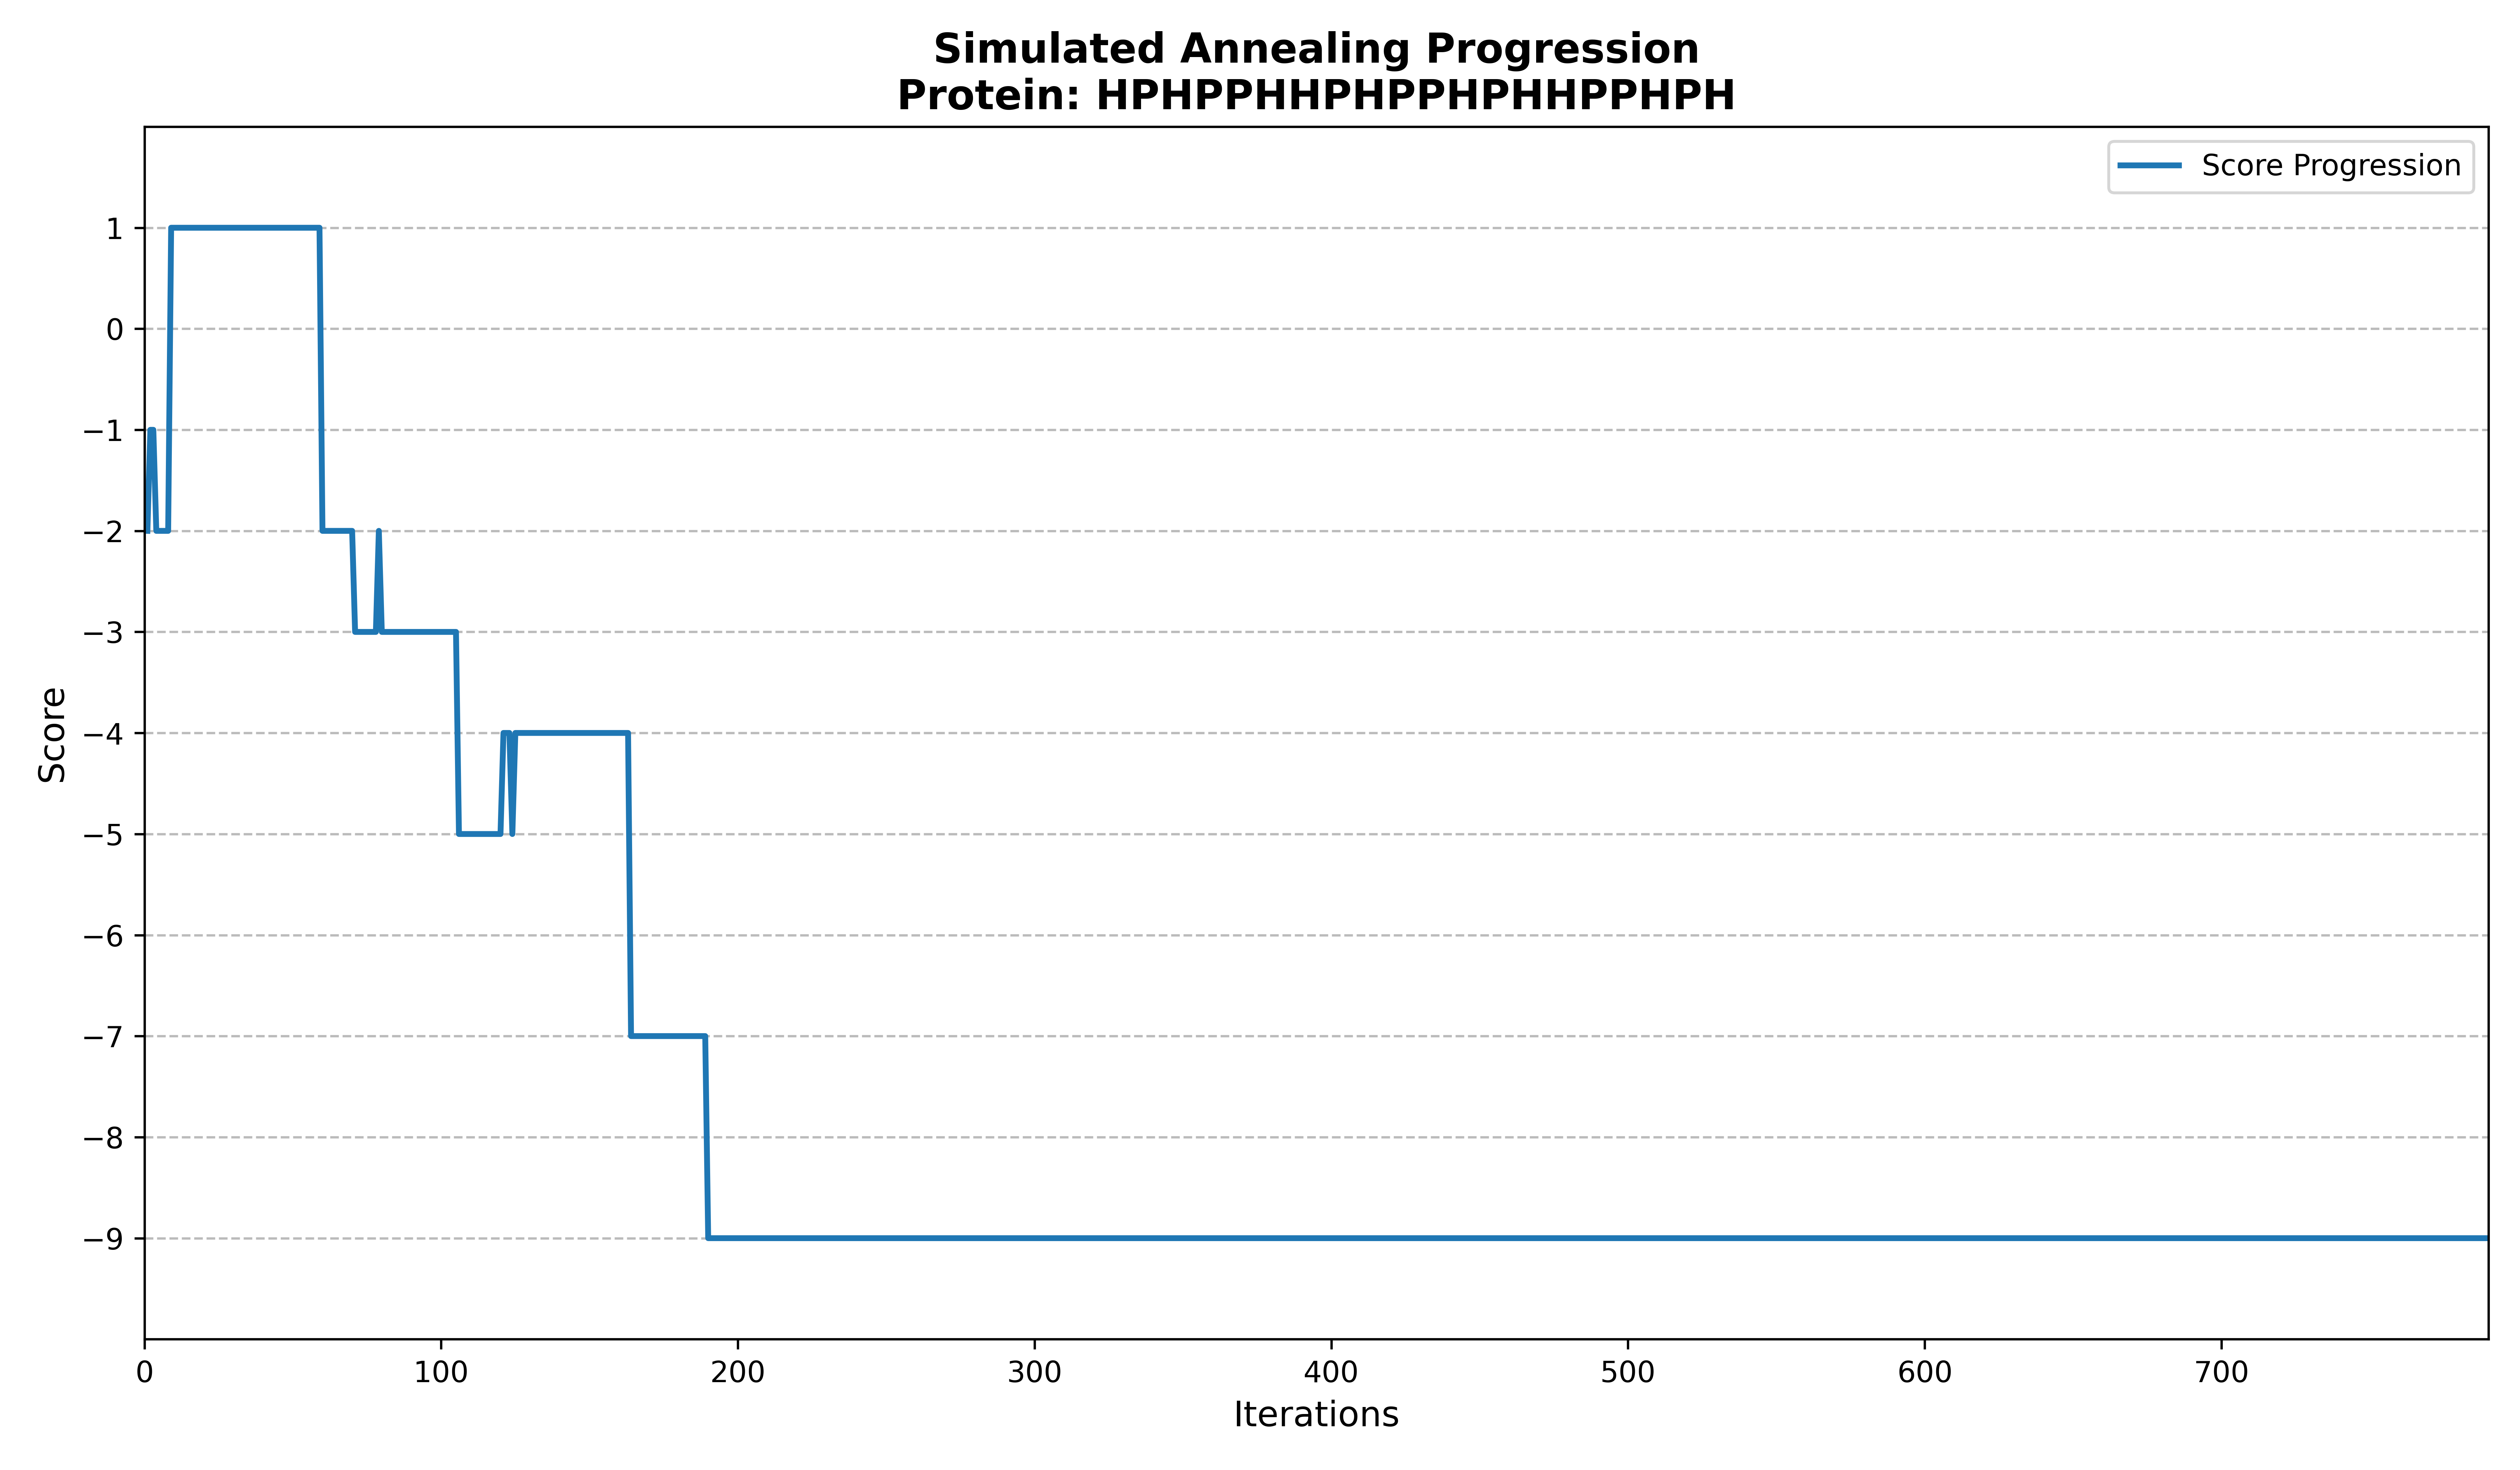 Simulated Annealing Progression
Protein: HPHPPHHPHPPHPHHPPHPH
Score Progression
1
0
−1
−2
−3
−4
−5
−6
−7
−8
−9
Score
0 100 200 300 400 500 600 700
Iterations